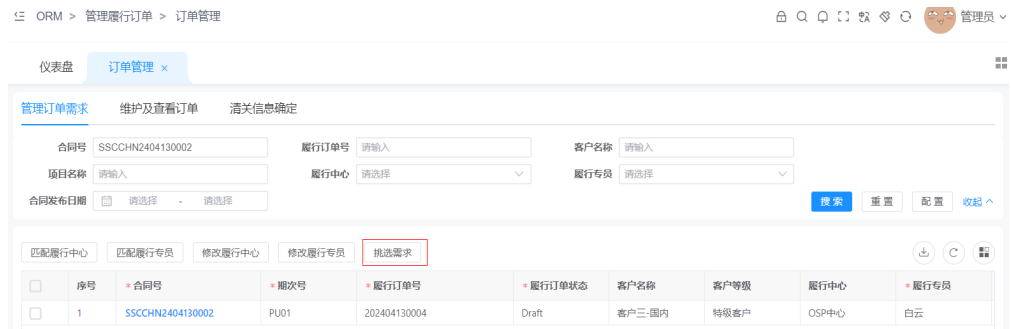 ORM > 管理履行订单 > 订单管理 管理员
仪表盘 订单管理 ×
管理订单需求 维护及查看订单 清关信息确定
合同号 SSCCHN2404130002 履行订单号 请输入 客户名称 请输入
项目名称 请输入 履行中心 请选择 履行专员 请选择
合同发布日期 请选择 - 请选择 搜索 重置 配置 收起
匹配履行中心 匹配履行专员 修改履行中心 修改履行专员 挑选需求
序号 * 合同号 * 期次号 * 履行订单号 * 履行订单状态 客户名称 客户等级 履行中心 * 履行专员
1 SSCCHN2404130002 PU01 202404130004 Draft 客户三-国内 特级客户 OSP中心 白云